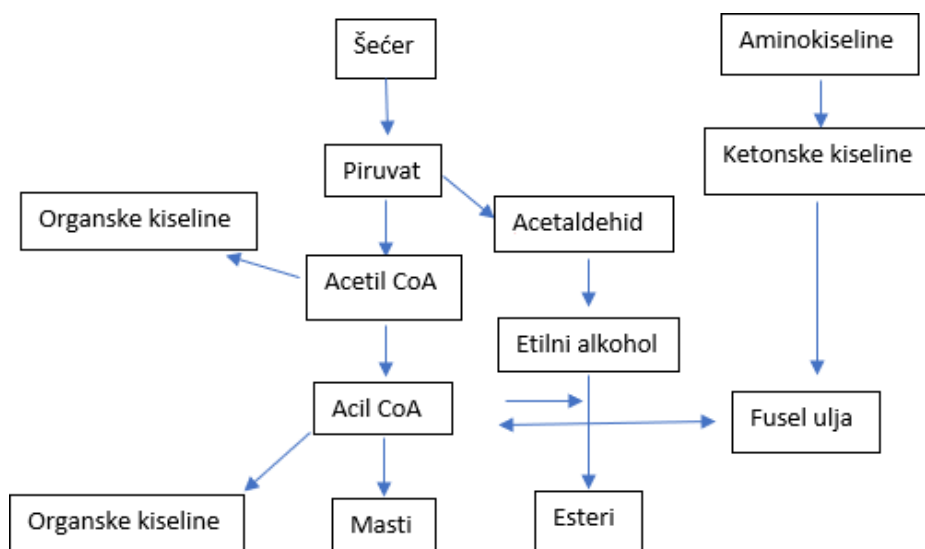 Šećer
Aminokiseline
Piruvat
Ketonske kiseline
Organske kiseline
Acetaldehid
Acetil CoA
Etilni alkohol
Acil CoA
Fusel ulja
Organske kiseline
Masti
Esteri